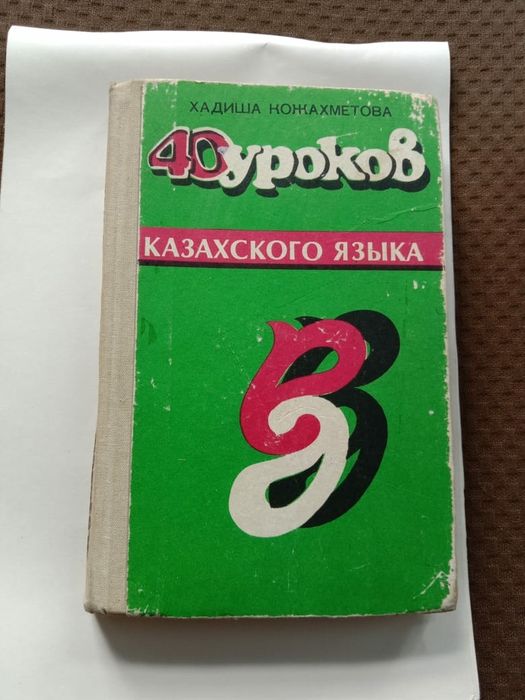 ХАДИША КОЖАХМЕТОВА
40 уроков
КАЗАХСКОГО ЯЗЫКА